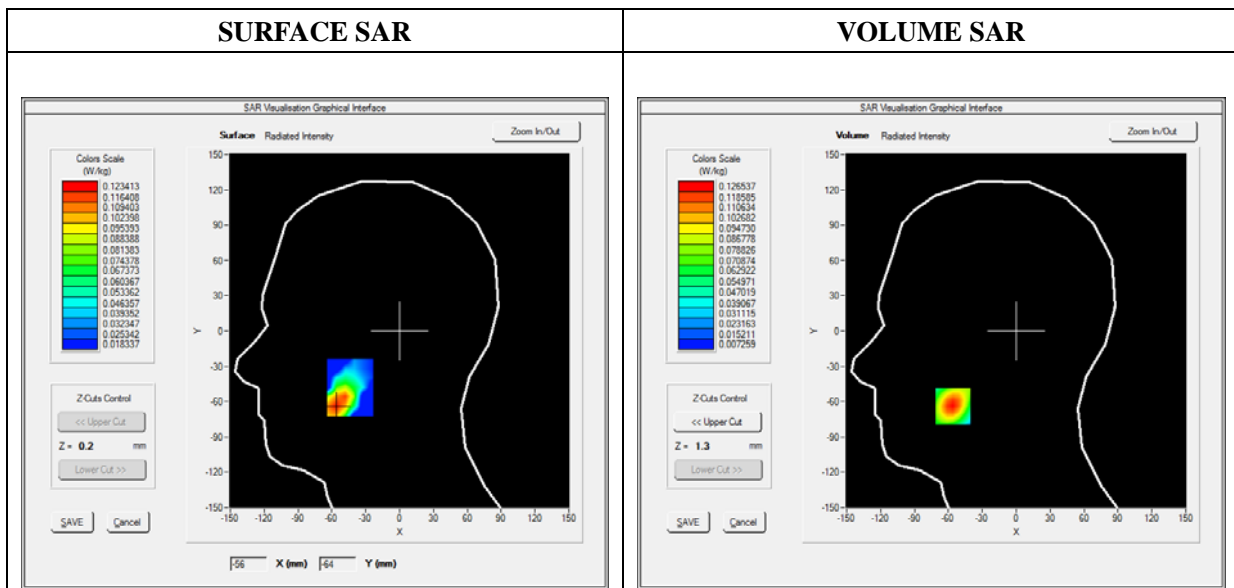 SURFACE SAR
VOLUME SAR
SAR Visualisation Graphical Interface
Surface Radiated Intensity
Zoom In/Out
Colors Scale
(W/kg)
0.123413
0.116408
0.109403
0.102398
0.095393
0.088388
0.081383
0.074378
0.067373
0.060367
0.053362
0.046357
0.039352
0.032347
0.025342
0.018337
150
120
90
60
30
Y 0
-30
-60
-90
-120
-150
-150 -120 -90 -60 -30 0 30 60 90 120 150
X
Z-Cuts Control
<< Upper Cut
Z = 0.2 mm
Lower Cut >>
SAVE Cancel
-56 X (mm) -64 Y (mm)
SAR Visualisation Graphical Interface
Volume Radiated Intensity
Zoom In/Out
Colors Scale
(W/kg)
0.126537
0.118585
0.110634
0.102682
0.094730
0.086778
0.078826
0.070874
0.062922
0.054971
0.047019
0.039067
0.031115
0.023163
0.015211
0.007259
150
120
90
60
30
Y 0
-30
-60
-90
-120
-150
-150 -120 -90 -60 -30 0 30 60 90 120 150
X
Z-Cuts Control
<< Upper Cut
Z = 1.3 mm
Lower Cut >>
SAVE Cancel